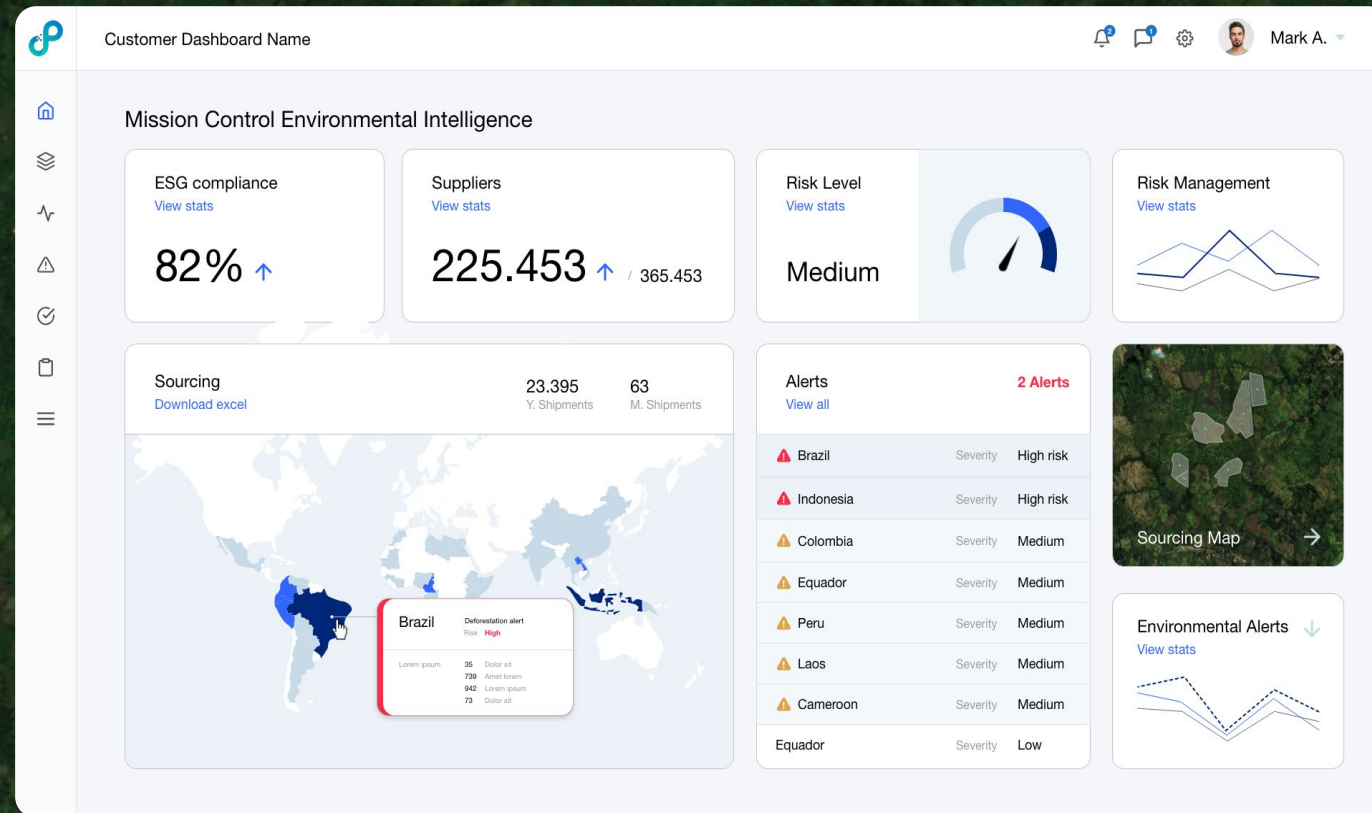 Customer Dashboard Name
2
1
Mark A.
Mission Control Environmental Intelligence
ESG compliance
View stats
82%
Suppliers
View stats
225.453 / 365.453
Risk Level
View stats
Medium
Risk Management
View stats
Sourcing
Download excel
23.395
Y. Shipments
63
M. Shipments
Brazil
Deforestation alert
Risk High
Lorem ipsum
35 Dolor sit
739 Amet lorem
942 Lorem ipsum
73 Dolor sit
Alerts
2 Alerts
View all
Brazil Severity High risk
Indonesia Severity High risk
Colombia Severity Medium
Equador Severity Medium
Peru Severity Medium
Laos Severity Medium
Cameroon Severity Medium
Equador Severity Low
Sourcing Map
Environmental Alerts
View stats